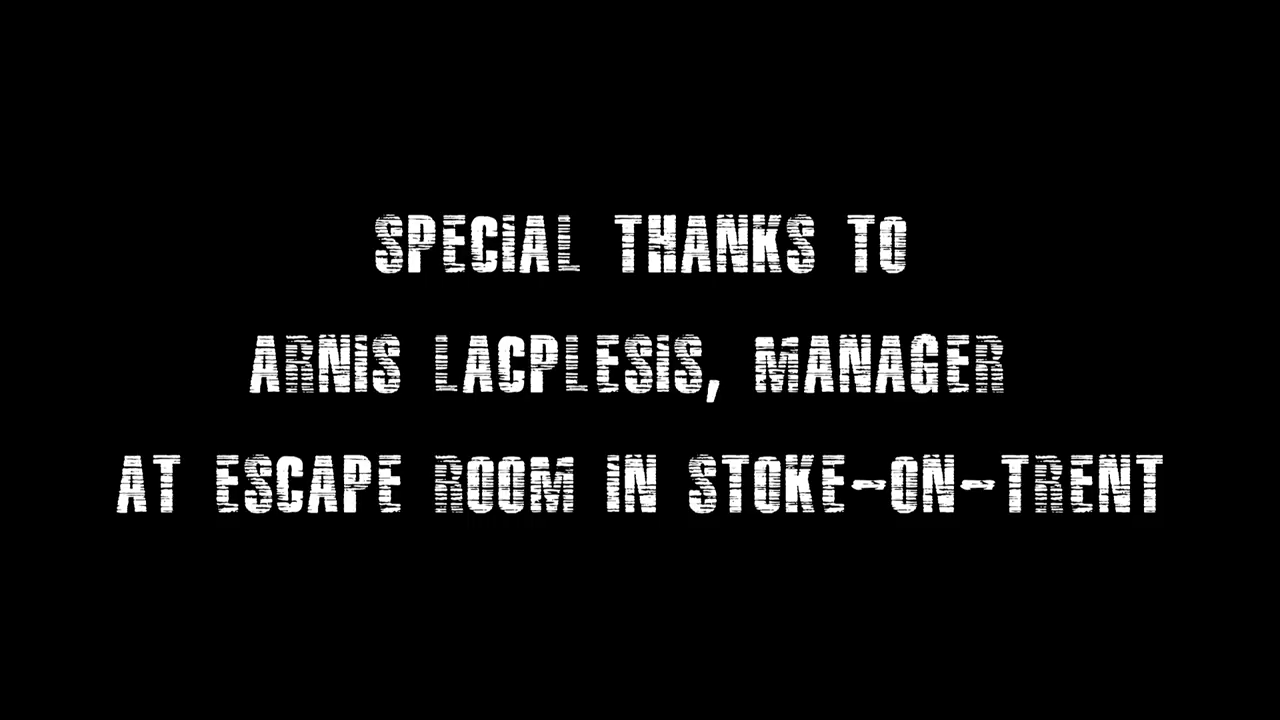 SPECIAL THANKS TO
ARNIS LACPLESIS, MANAGER
AT ESCAPE ROOM IN STOKE-ON-TRENT